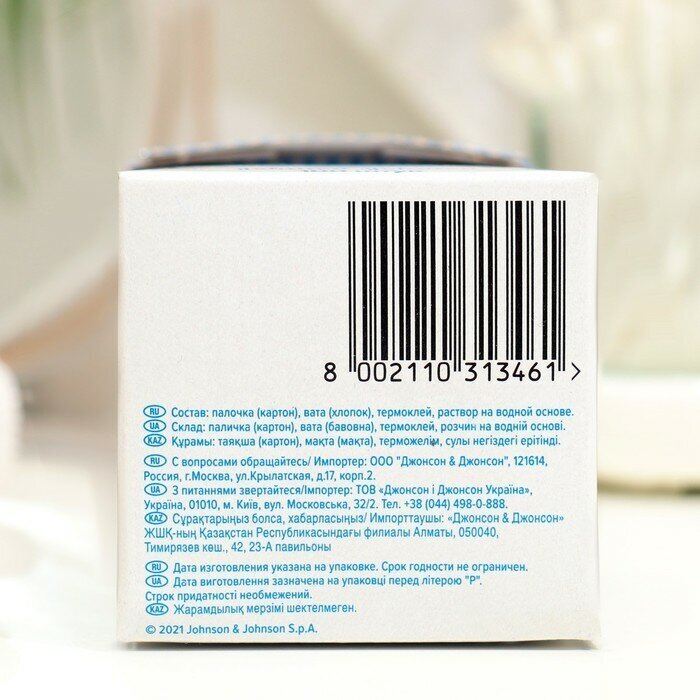 8 002110 313461 >
RU Состав: палочка (картон), вата (хлопок), термоклей, раствор на водной основе.
UA Склад: паличка (картон), вата (бавовна), термоклей, розчин на водній основі.
KAZ Құрамы: таяқша (картон), мақта (мақта), торможелім, сулы негіздегі ерітінді.
RU С вопросами обращайтесь/ Импортер: ООО "Джонсон & Джонсон", 121614,
Россия, г.Москва, ул.Крылатская, д.17, корп.2.
UA З питаннями звертайтеся/Імпортер: ТОВ «Джонсон і Джонсон Україна»,
Україна, 01010, м. Київ, вул. Московська, 32/2. Тел. +38 (044) 498-0-888.
KAZ Сұрақтарыңыз болса, хабарласыңыз/ Импорттаушы: «Джонсон & Джонсон»
ЖШҚ-ның Қазақстан Республикасындағы филиалы Алматы, 050040,
Тимирязев көш., 42, 23-А павильоны
RU Дата изготовления указана на упаковке. Срок годности не ограничен.
UA Дата виготовлення зазначена на упаковці перед літерою "P".
Строк придатності необмежений.
KAZ Жарамдылық мерзімі шектелмеген.
© 2021 Johnson & Johnson S.p.A.